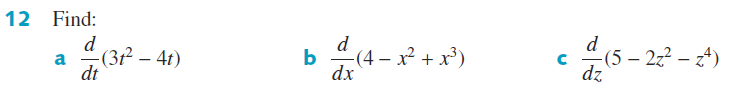 12 Find:
a d/dt (3t² – 4t) b d/dx (4 – x² + x³) c d/dz (5 – 2z² – z⁴)